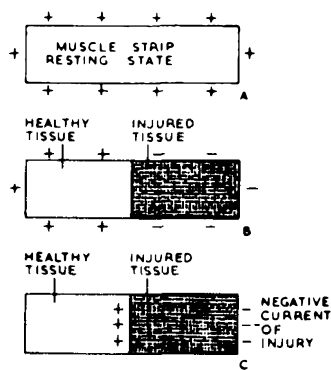 MUSCLE STRIP
RESTING STATE
A
HEALTHY INJURED
TISSUE TISSUE
B
HEALTHY INJURED
TISSUE TISSUE
NEGATIVE
CURRENT
OF
INJURY
C